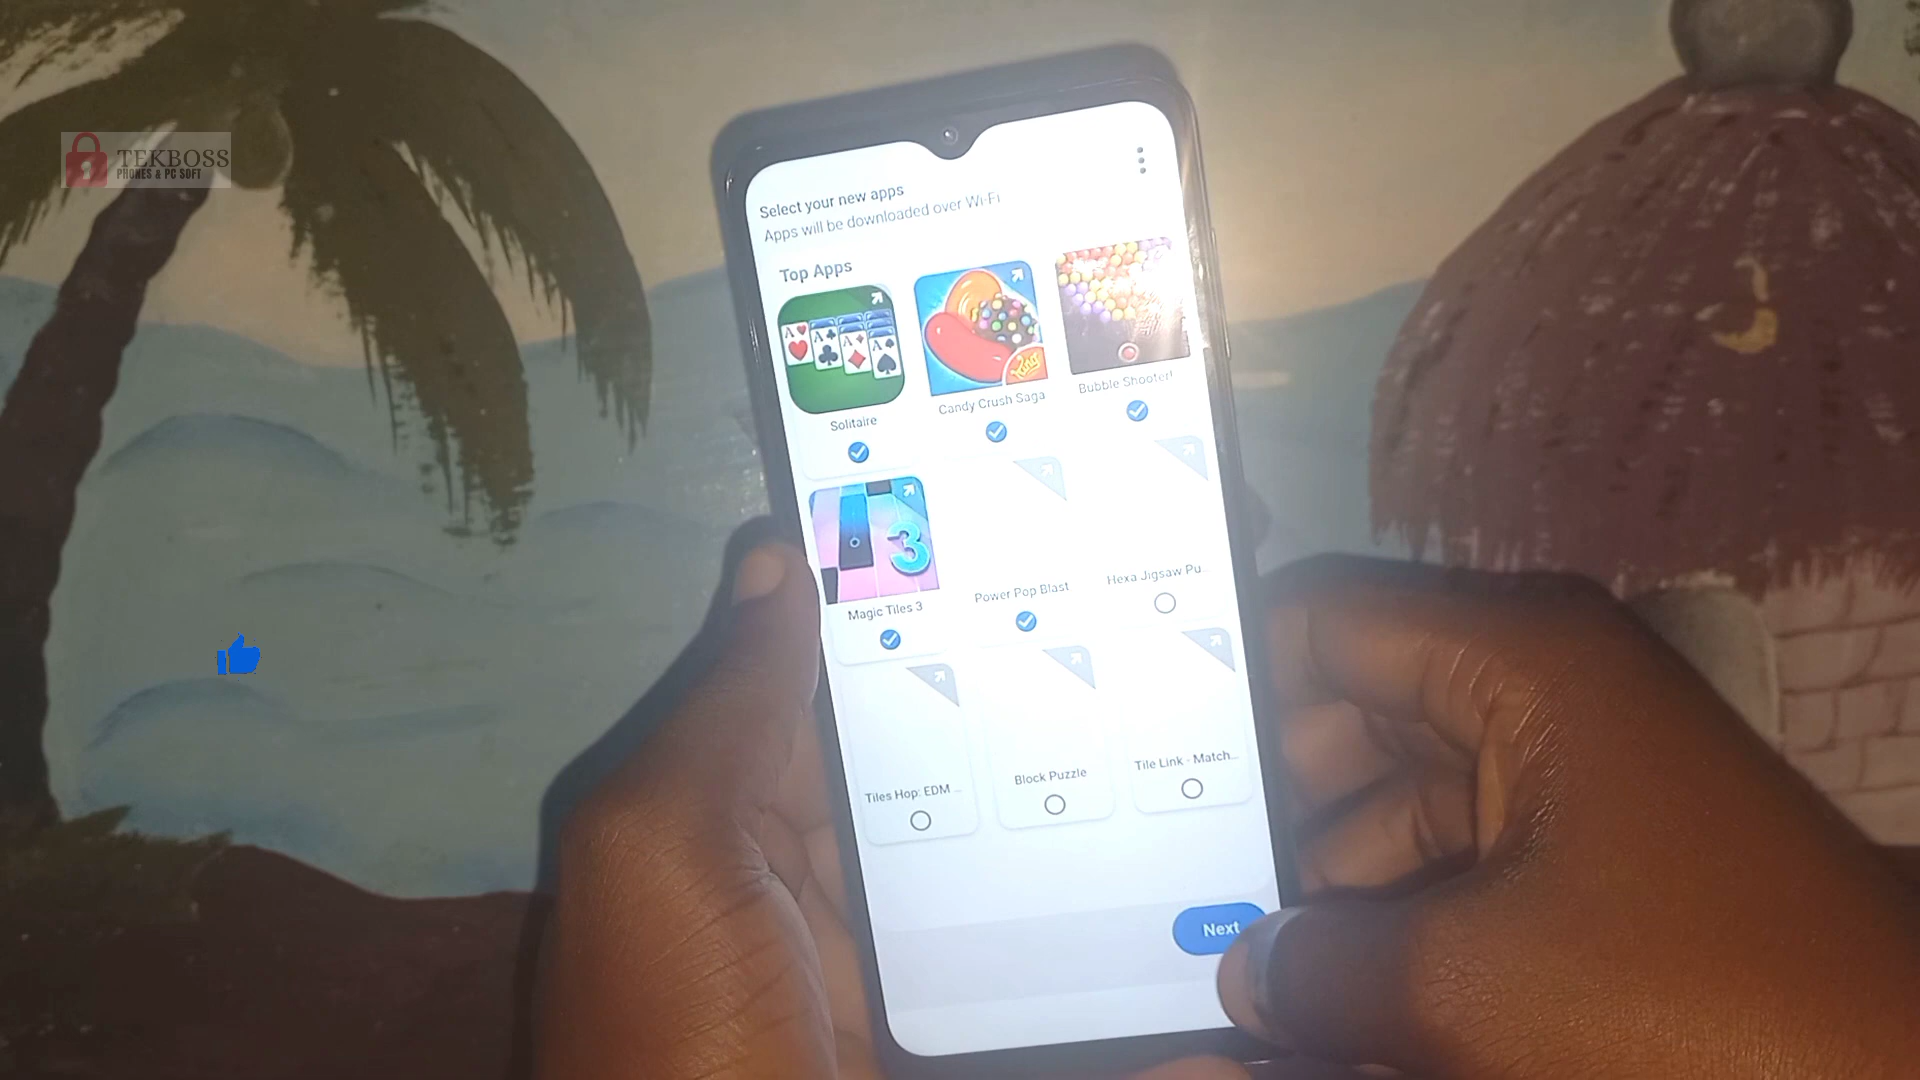 TEKBOSS
PHONES & PC SOFT
Select your new apps
Apps will be downloaded over Wi-Fi
Top Apps
Solitaire
Candy Crush Saga
Bubble Shooter!
Magic Tiles 3
Power Pop Blast
Hexa Jigsaw Pu...
Tiles Hop: EDM ...
Block Puzzle
Tile Link - Match...
Next
A
A
A
A
King
3